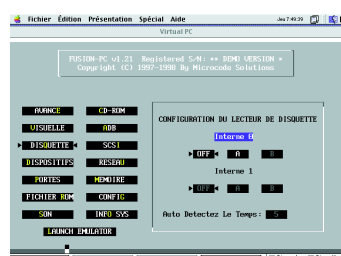 Fichier Édition Présentation Spécial Aide
Jeu 7:49:39
Virtual PC
FUSION-PC v1.21 Registered S/N: ** DEMO VERSION *
Copyright (C) 1997-1998 By Microcode Solutions
AVANCE CD-ROM
VISUELLE ADB
DISQUETTE SCSI
DISPOSITIFS RESEAU
PORTES MEMOIRE
FICHIER ROM CONFIG
SON INFO SYS
LAUNCH EMULATOR
CONFIGURATION DU LECTEUR DE DISQUETTE
Interne 0
OFF A B
Interne 1
OFF A B
Auto Detectez Le Temps: 5